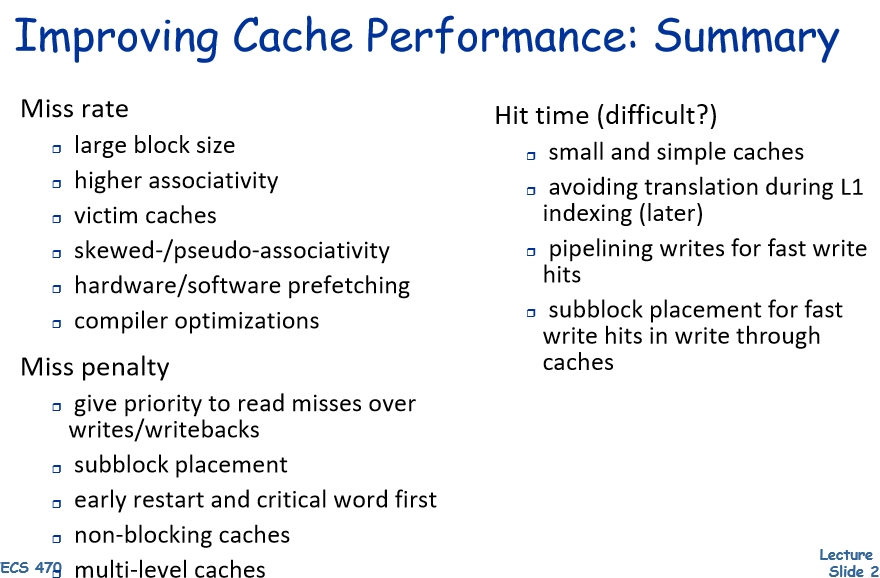 Improving Cache Performance: Summary
Miss rate
large block size
higher associativity
victim caches
skewed-/pseudo-associativity
hardware/software prefetching
compiler optimizations
Miss penalty
give priority to read misses over
writes/writebacks
subblock placement
early restart and critical word first
non-blocking caches
multi-level caches
Hit time (difficult?)
small and simple caches
avoiding translation during L1
indexing (later)
pipelining writes for fast write
hits
subblock placement for fast
write hits in write through
caches
ECS 470
Lecture
Slide 2